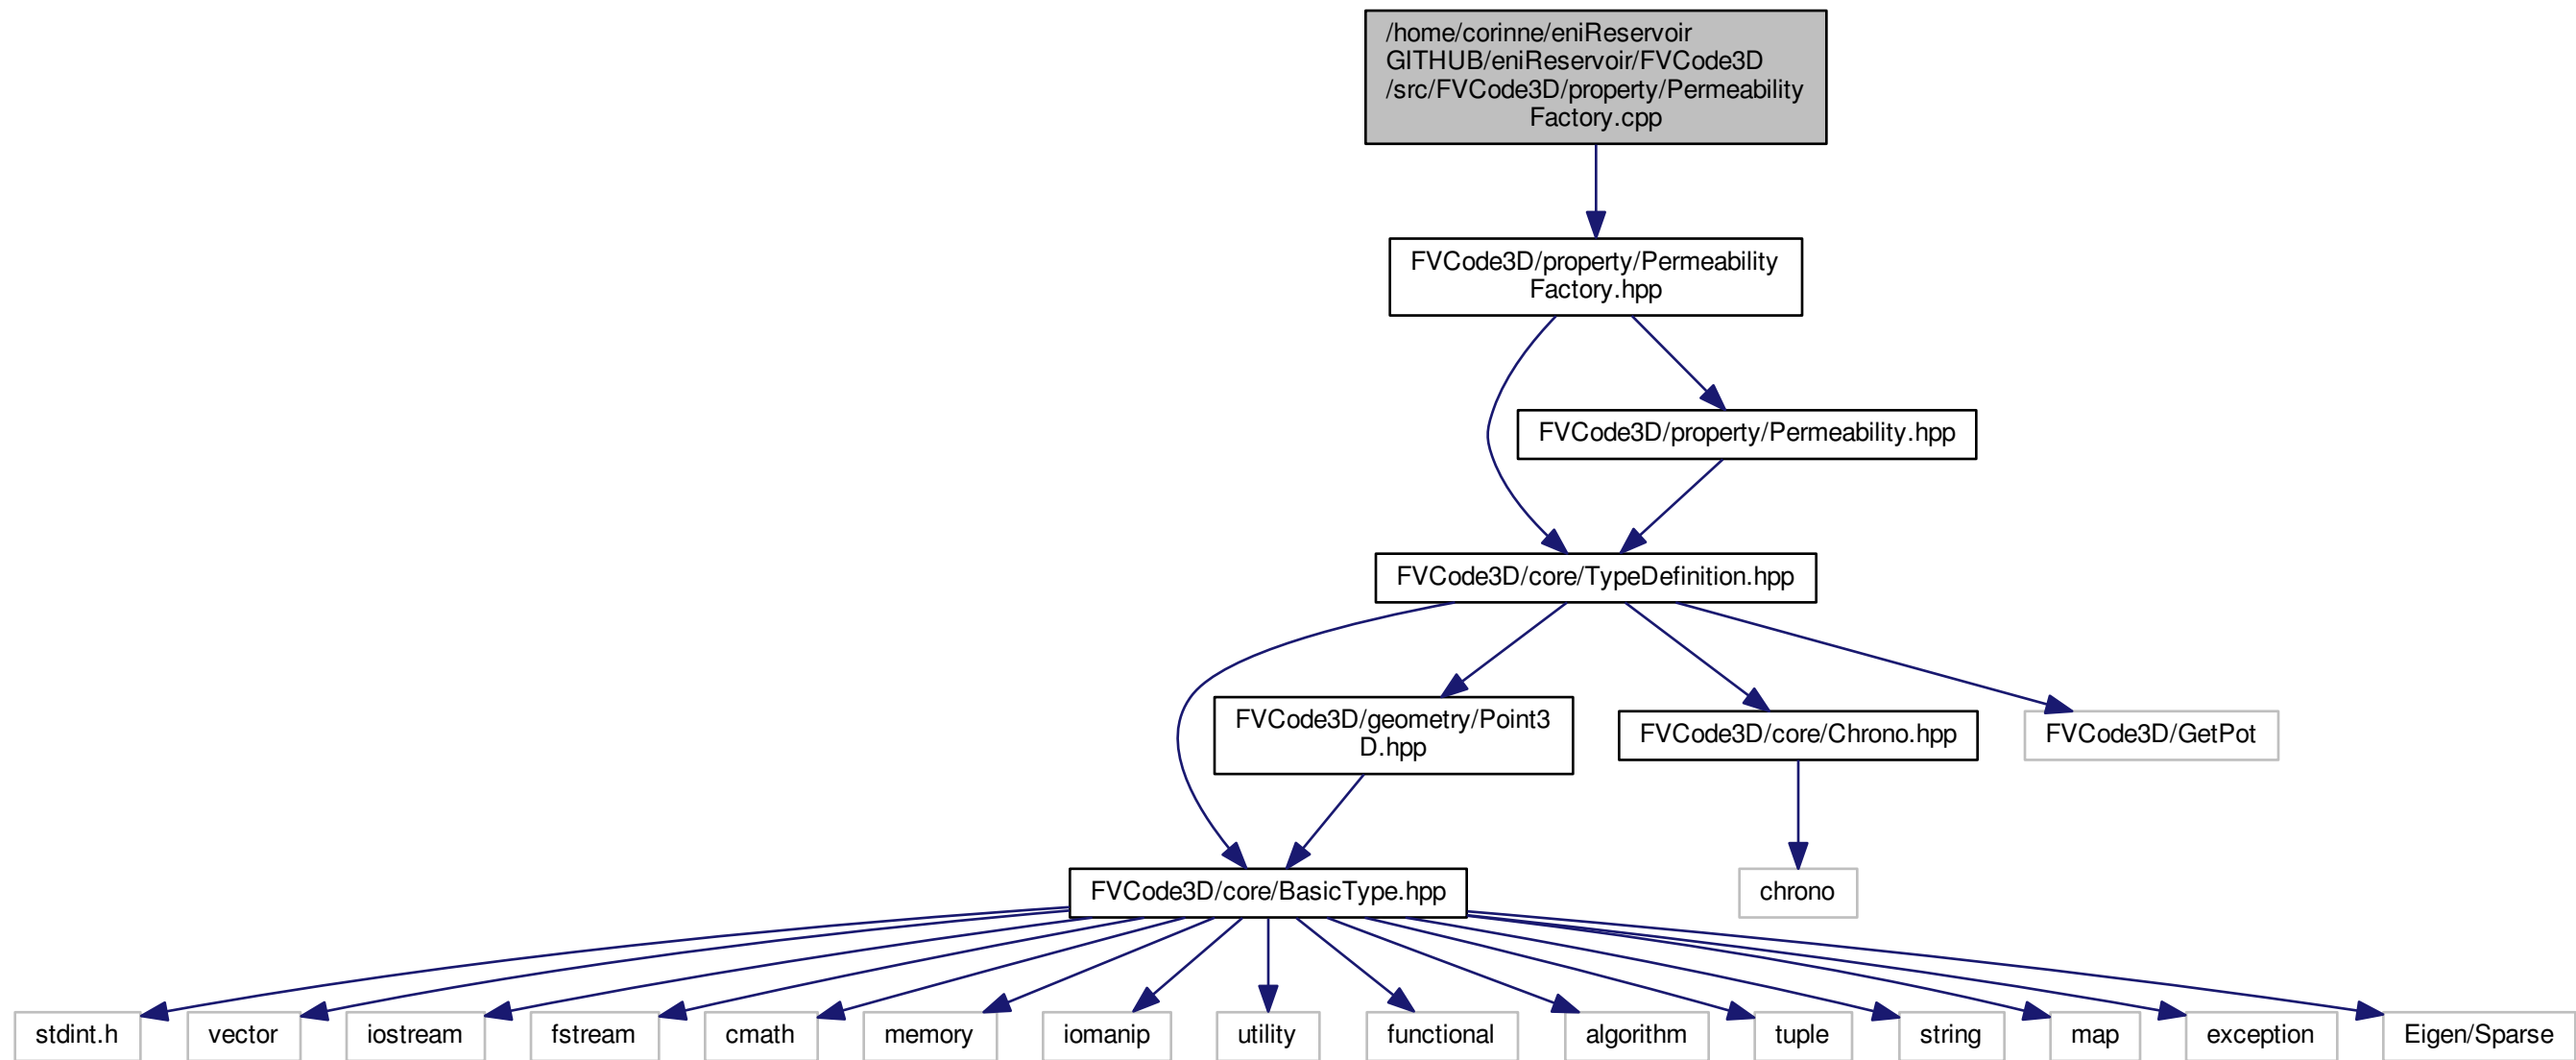 /home/corinne/eniReservoir
GITHUB/eniReservoir/FVCode3D
/src/FVCode3D/property/Permeability
Factory.cpp
FVCode3D/property/Permeability
Factory.hpp
FVCode3D/property/Permeability.hpp
FVCode3D/core/TypeDefinition.hpp
FVCode3D/geometry/Point3
D.hpp
FVCode3D/core/Chrono.hpp
FVCode3D/GetPot
FVCode3D/core/BasicType.hpp
chrono
stdint.h
vector
iostream
fstream
cmath
memory
iomanip
utility
functional
algorithm
tuple
string
map
exception
Eigen/Sparse